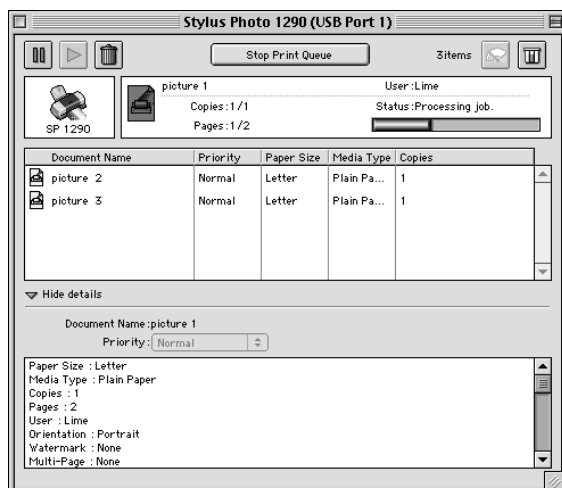 Stylus Photo 1290 (USB Port 1)
Stop Print Queue
3items
SP 1290
picture 1
User :Lime
Copies :1 /1
Status :Processing job.
Pages :1 /2
Document Name Priority Paper Size Media Type Copies
picture 2 Normal Letter Plain Pa... 1
picture 3 Normal Letter Plain Pa... 1
Hide details
Document Name :picture 1
Priority : Normal
Paper Size : Letter
Media Type : Plain Paper
Copies : 1
Pages : 2
User : Lime
Orientation : Portrait
Watermark : None
Multi-Page : None